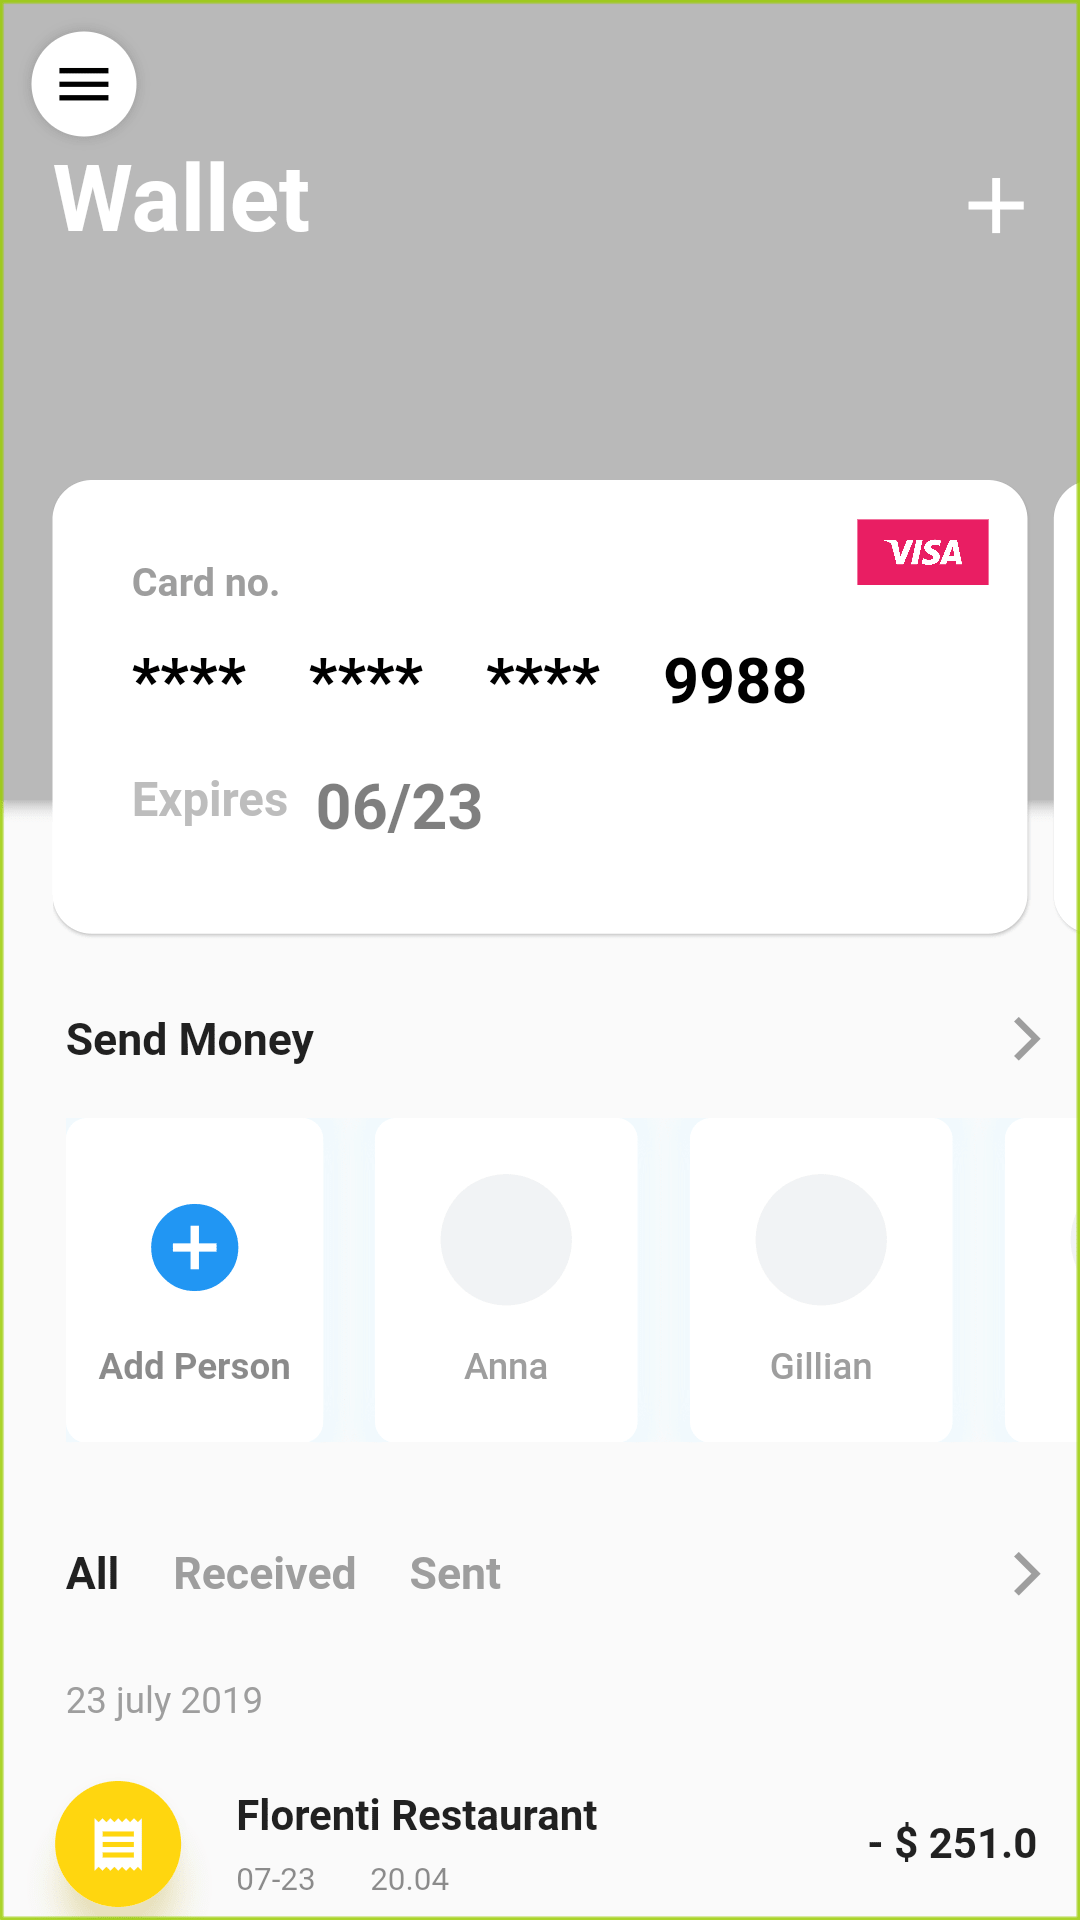 Wallet
VISA
Card no.
**** **** **** 9988
Expires 06/23
Send Money
Add Person Anna Gillian
All Received Sent
23 july 2019
Florenti Restaurant
- $ 251.0
07-23 20.04